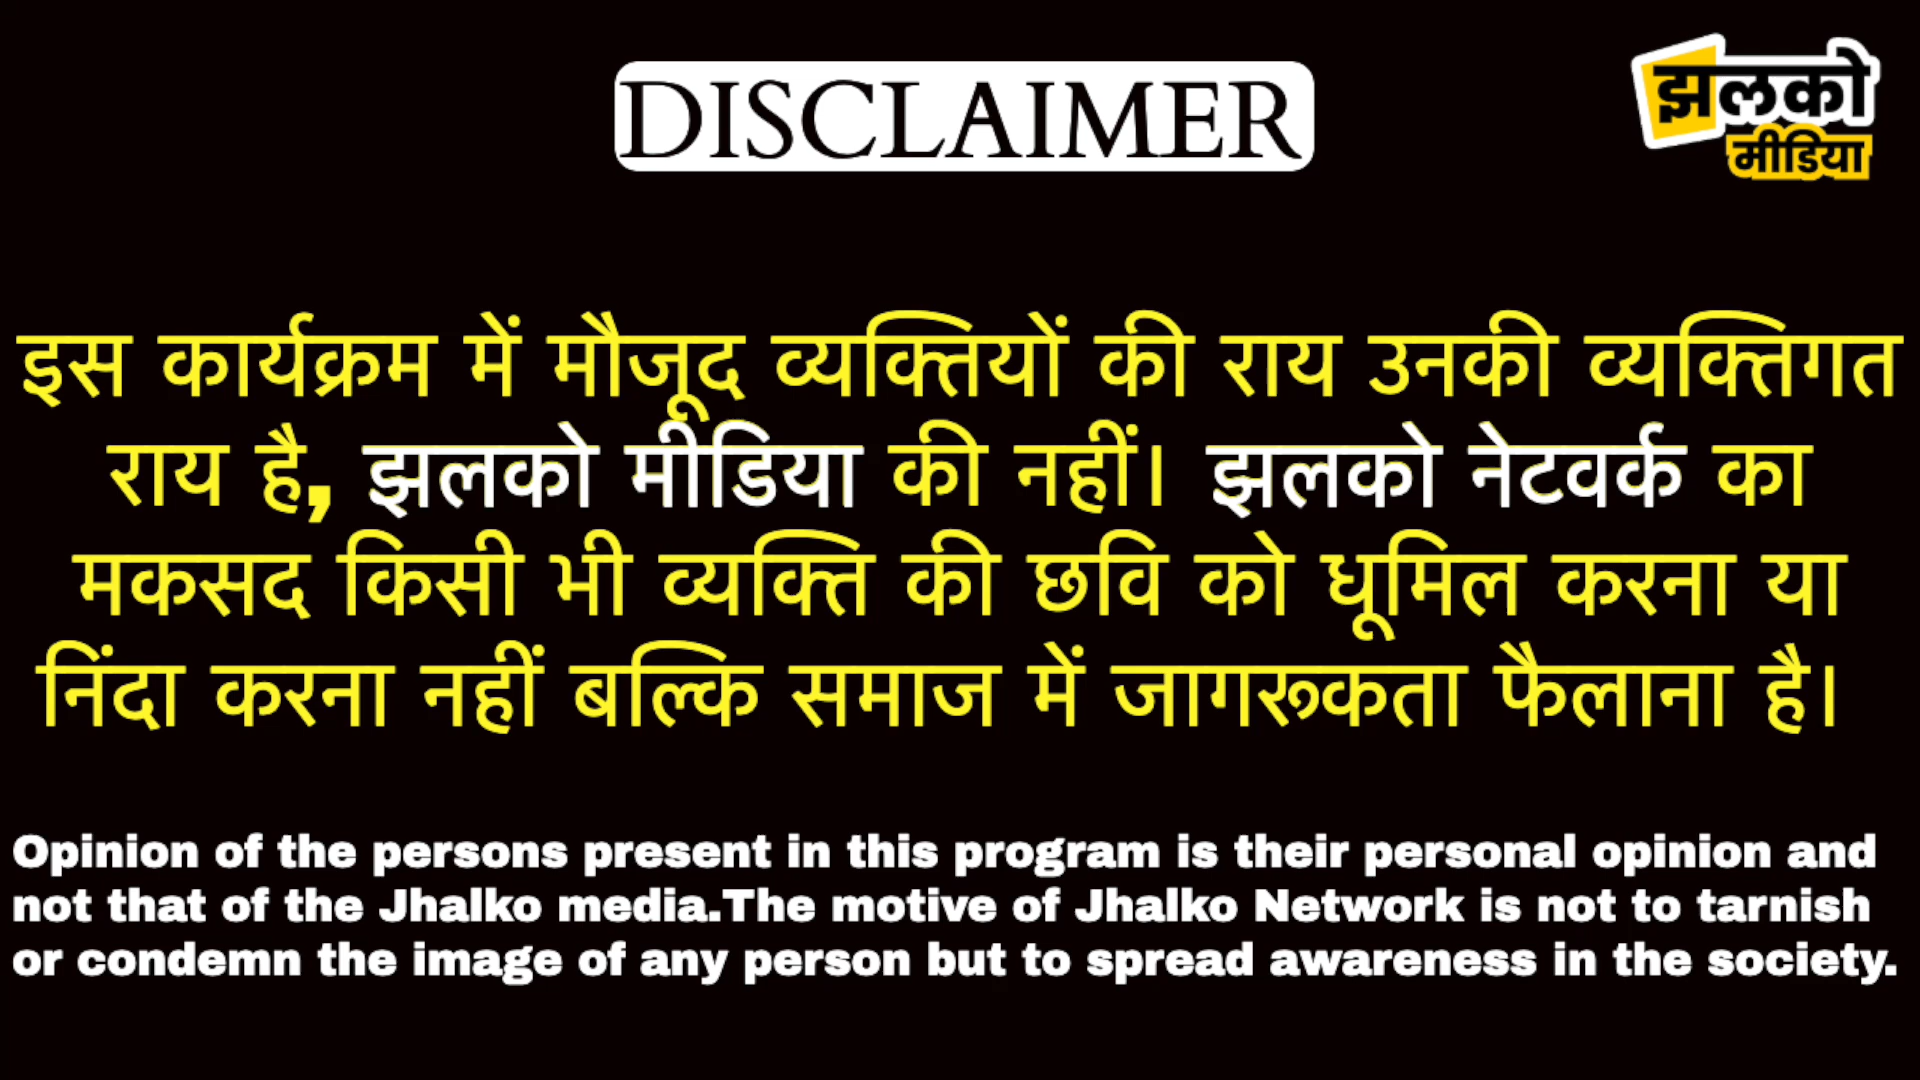 DISCLAIMER
झलको
मीडिया
इस कार्यक्रम में मौजूद व्यक्तियों की राय उनकी व्यक्तिगत
राय है, झलको मीडिया की नहीं। झलको नेटवर्क का
मकसद किसी भी व्यक्ति की छवि को धूमिल करना या
निंदा करना नहीं बल्कि समाज में जागरूकता फैलाना है।
Opinion of the persons present in this program is their personal opinion and
not that of the Jhalko media.The motive of Jhalko Network is not to tarnish
or condemn the image of any person but to spread awareness in the society.